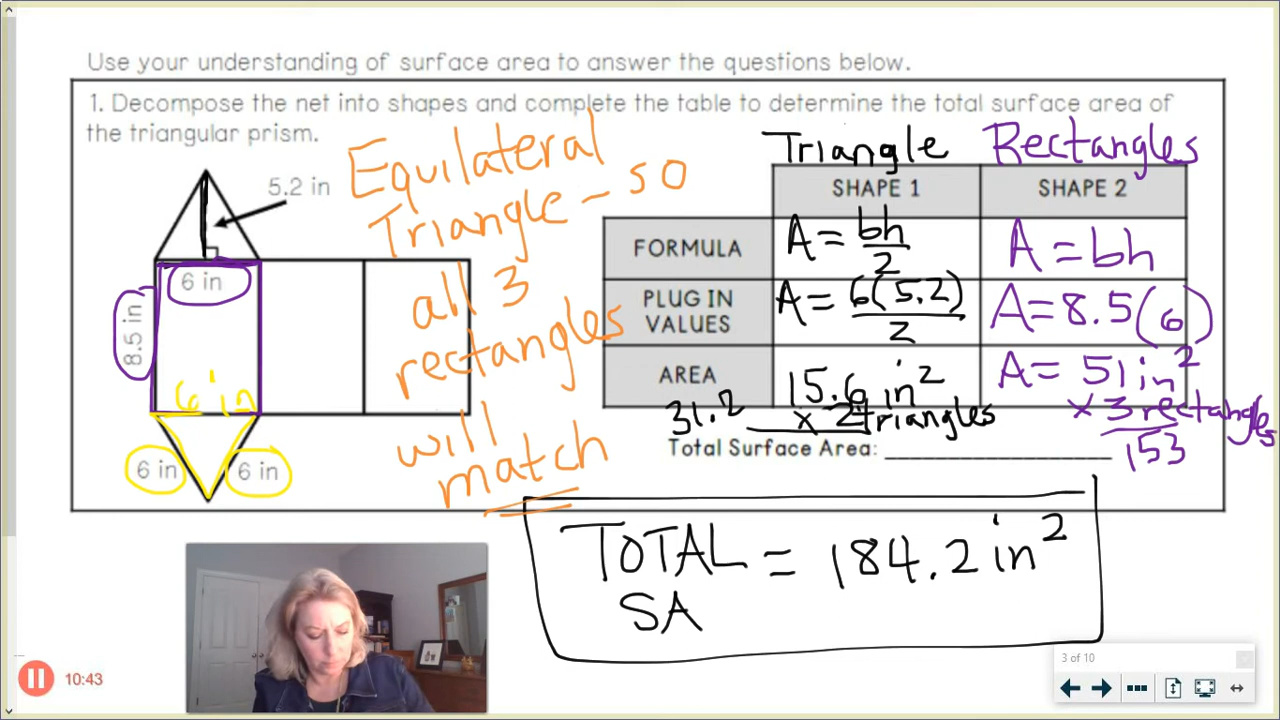 Use your understanding of surface area to answer the questions below.
1. Decompose the net into shapes and complete the table to determine the total surface area of
the triangular prism.
5.2 in
6 in
8.5 in
6 in
6 in
6 in
Equilateral
Triangle - so
all 3
rectangles
will
match
Triangle
Rectangles
SHAPE 1
SHAPE 2
FORMULA
A = bh/2
A = bh
PLUG IN
VALUES
A = 6(5.2)/2
A = 8.5(6)
AREA
15.6 in²
A = 51 in²
31.2
x 2 triangles
x 3 rectangles
153
Total Surface Area:
TOTAL = 184.2 in²
SA
10:43
3 of 10